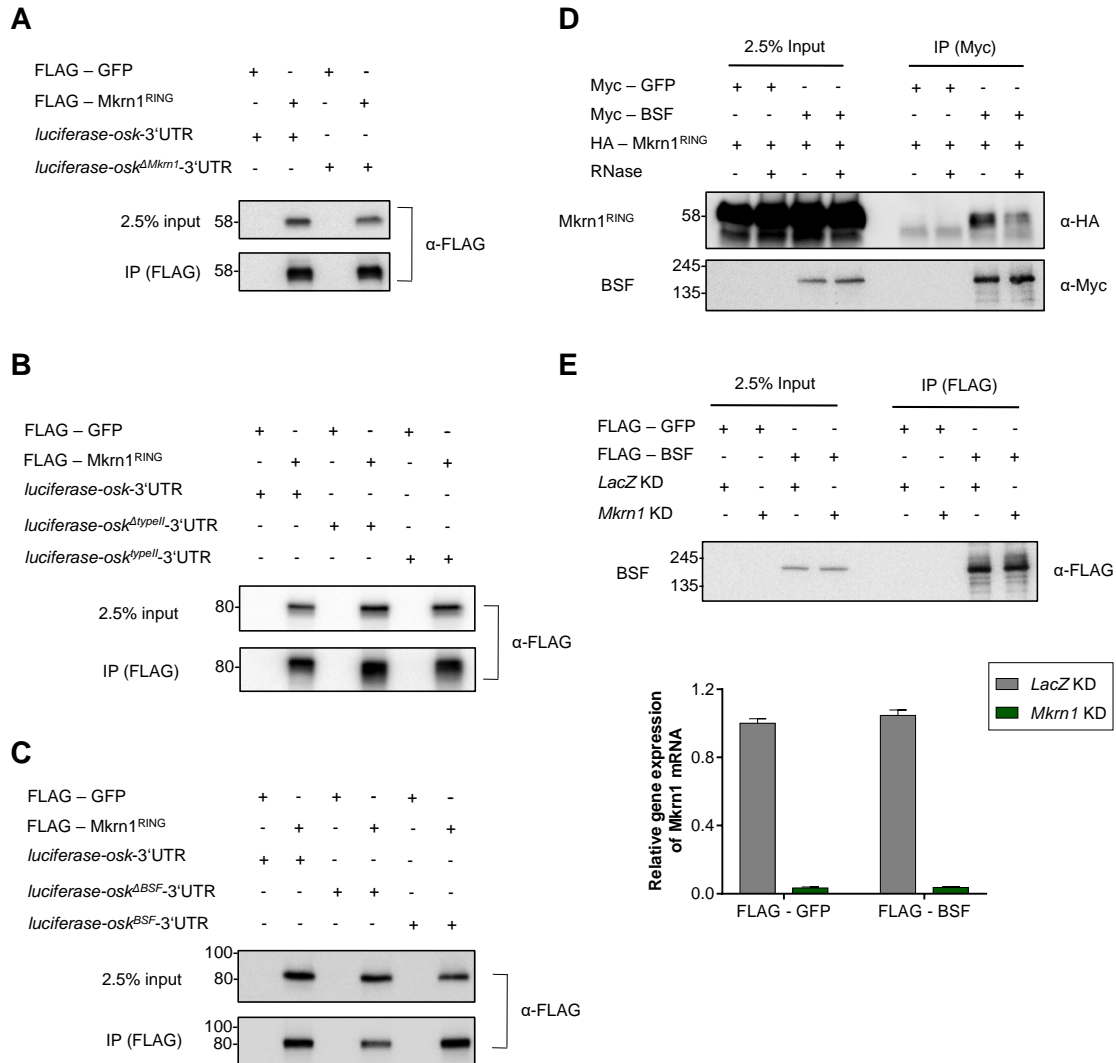 A
FLAG – GFP + - + -
FLAG – Mkrn1RING - + - +
luciferase-osk-3‘UTR + + - -
luciferase-oskΔMkrn1-3‘UTR - - + +
2.5% input 58-
IP (FLAG) 58-
α-FLAG
B
FLAG – GFP + - + - + -
FLAG – Mkrn1RING - + - + - +
luciferase-osk-3‘UTR + + - - - -
luciferase-oskΔtypeII-3‘UTR - - + + - -
luciferase-osktypeII-3‘UTR - - - - + +
2.5% input 80-
IP (FLAG) 80-
α-FLAG
C
FLAG – GFP + - + - + -
FLAG – Mkrn1RING - + - + - +
luciferase-osk-3‘UTR + + - - - -
luciferase-oskΔBSF-3‘UTR - - + + - -
luciferase-oskBSF-3‘UTR - - - - + +
100-
2.5% input 80-
100-
IP (FLAG) 80-
α-FLAG
D
2.5% Input IP (Myc)
Myc – GFP + + - - + + - -
Myc – BSF - - + + - - + +
HA – Mkrn1RING + + + + + + + +
RNase - + - + - + - +
Mkrn1RING 58- α-HA
245-
BSF 135- α-Myc
E
2.5% Input IP (FLAG)
FLAG – GFP + + - - + + - -
FLAG – BSF - - + + - - + +
LacZ KD + - + - + - + -
Mkrn1 KD - + - + - + - +
245-
BSF α-FLAG
135-
LacZ KD
Mkrn1 KD
Relative gene expression
of Mkrn1 mRNA
1.2
0.8
0.4
0.0
FLAG - GFP FLAG - BSF